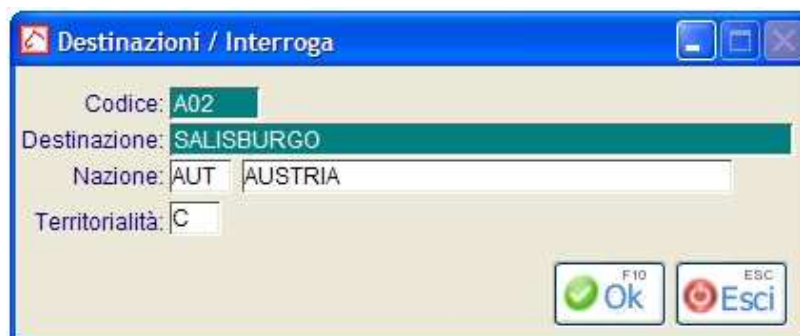 Destinazioni / Interroga
Codice: A02
Destinazione: SALISBURGO
Nazione: AUT AUSTRIA
Territorialità: C
F10 ESC
Ok Esci